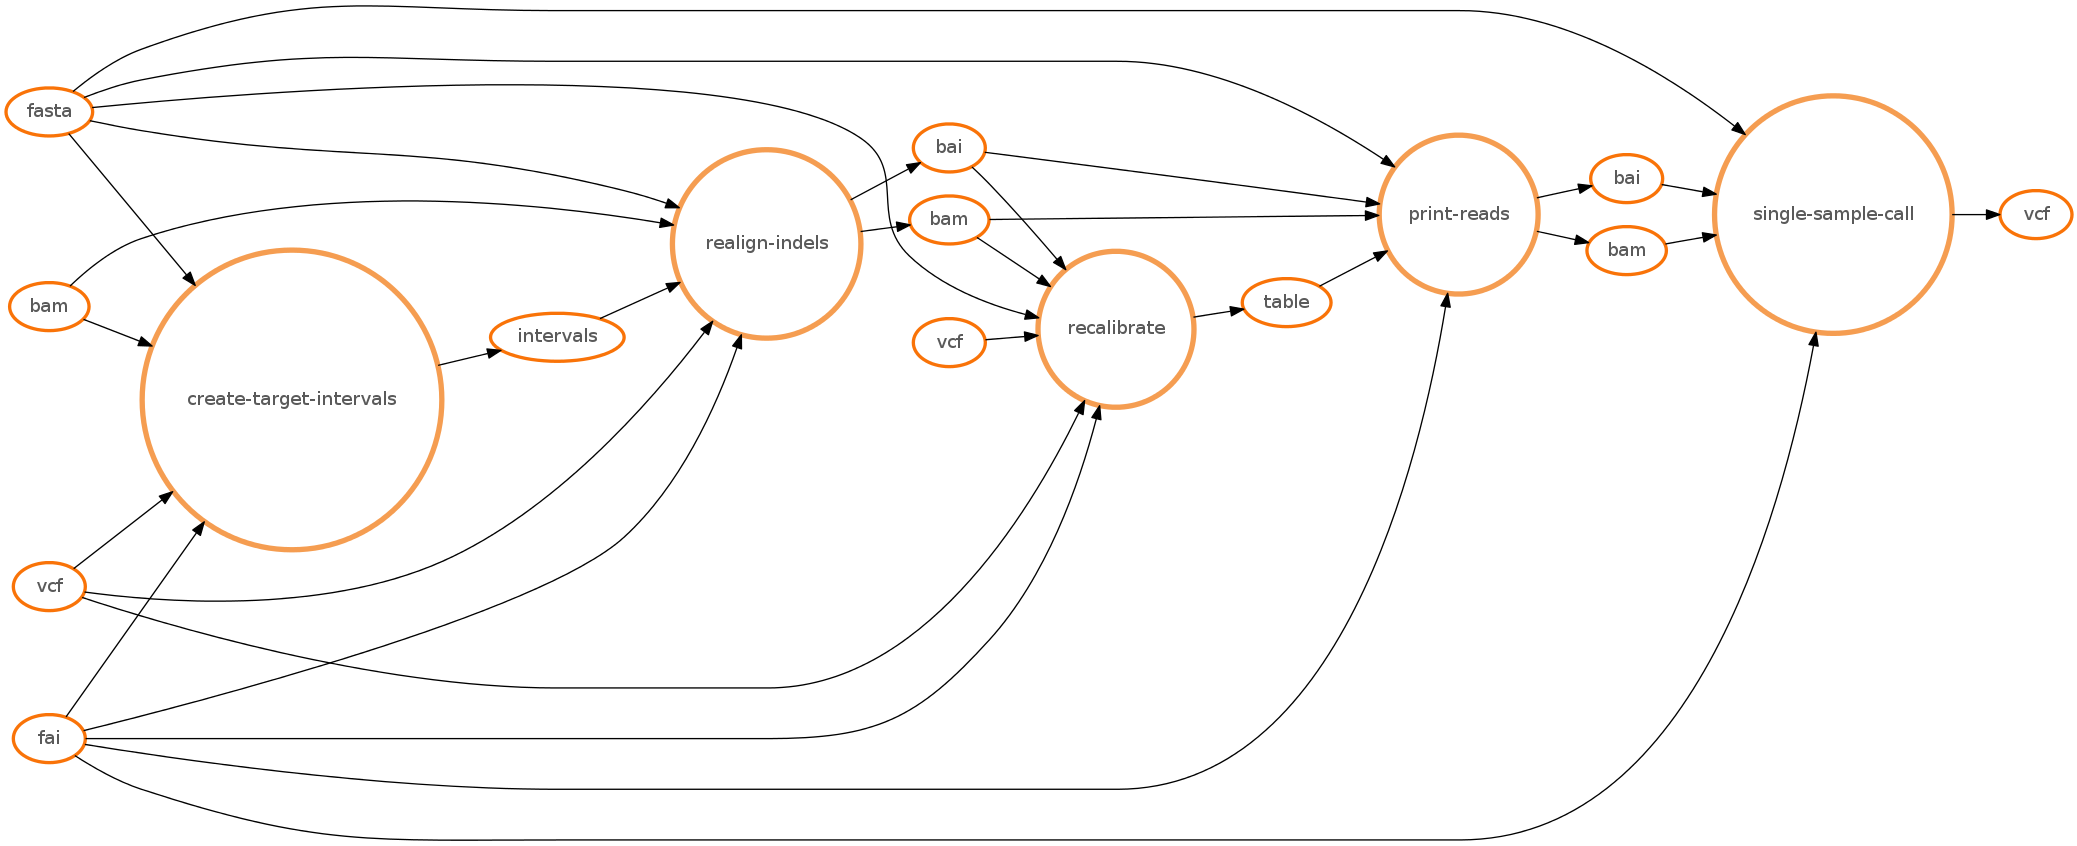 fasta
bam
create-target-intervals
vcf
fai
intervals
realign-indels
bai
bam
vcf
recalibrate
table
print-reads
bai
bam
single-sample-call
vcf